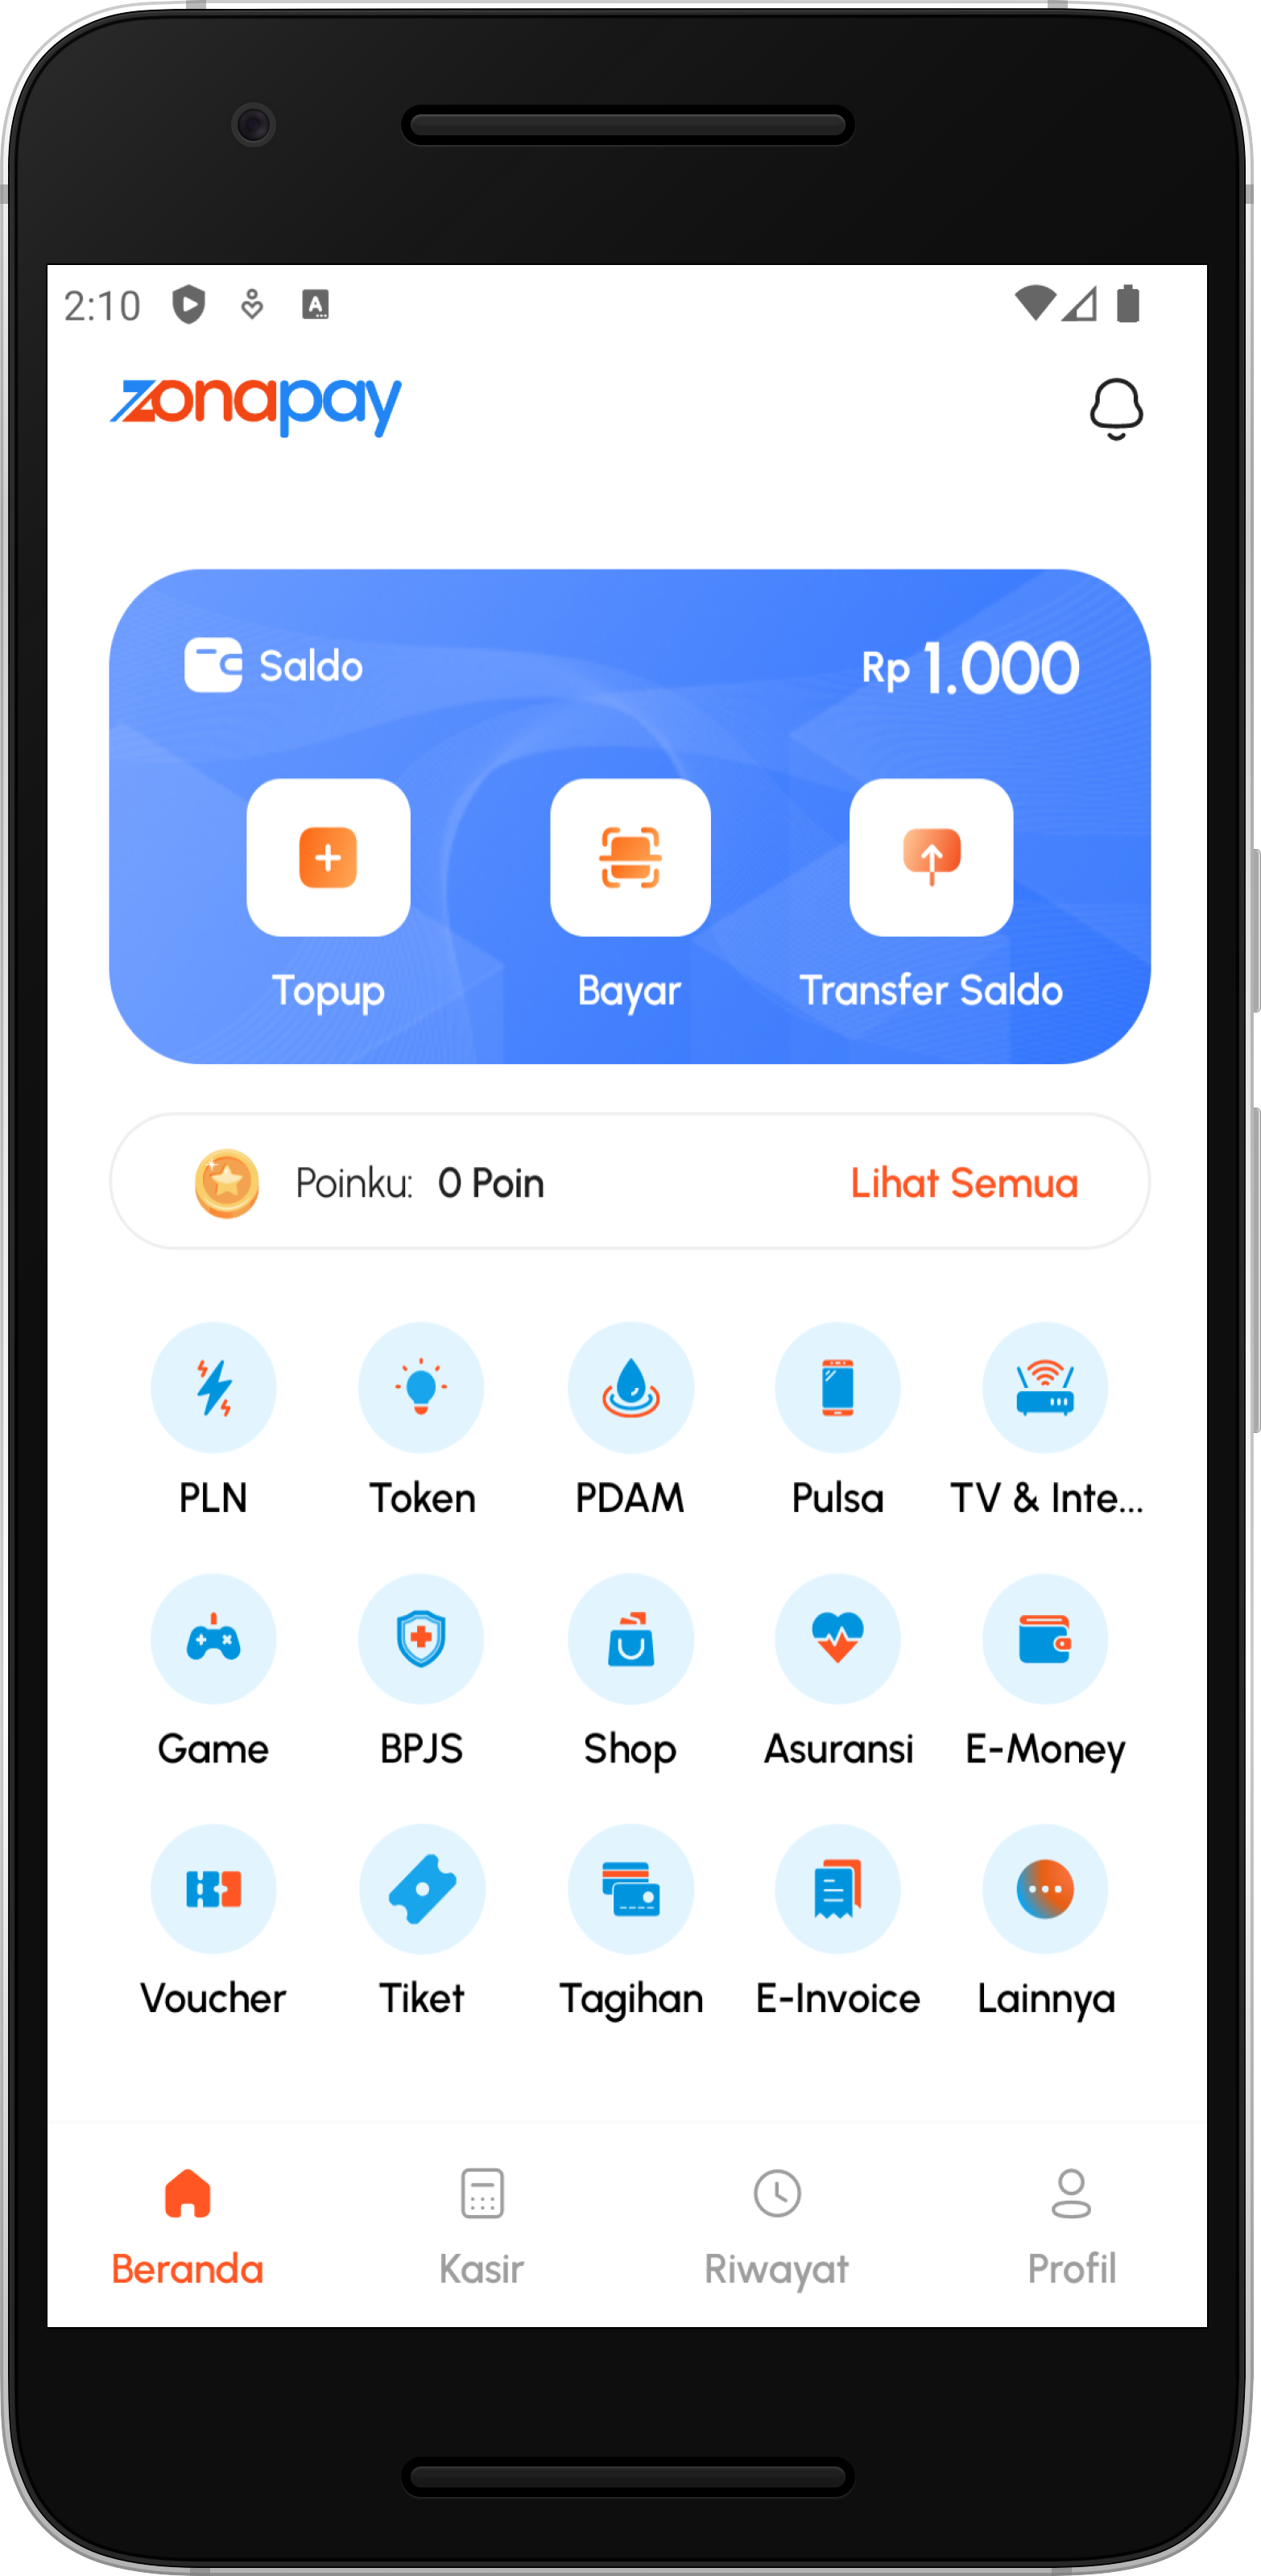 2:10
zonapay
Saldo
Rp 1.000
Topup
Bayar
Transfer Saldo
Poinku: 0 Poin
Lihat Semua
PLN
Token
PDAM
Pulsa
TV & Inte...
Game
BPJS
Shop
Asuransi
E-Money
Voucher
Tiket
Tagihan
E-Invoice
Lainnya
Beranda
Kasir
Riwayat
Profil